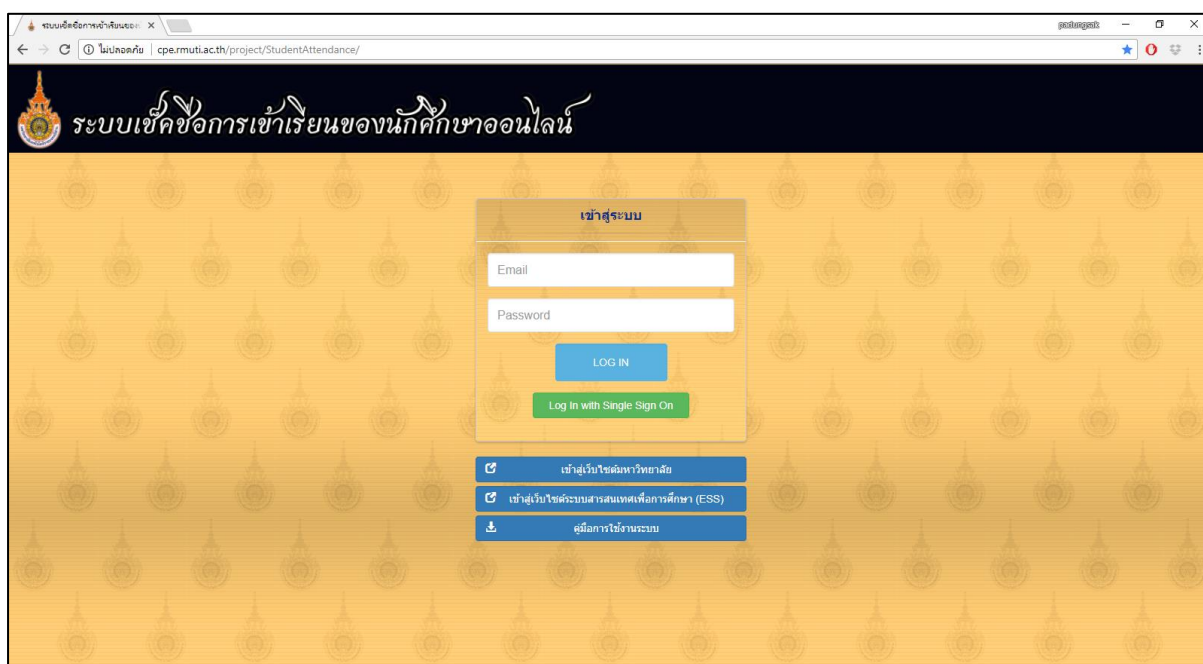 ระบบเช็คชื่อการเข้าเรียนของ
padungsak
ไม่ปลอดภัย | cpe.rmuti.ac.th/project/StudentAttendance/
ระบบเช็คชื่อการเข้าเรียนของนักศึกษาออนไลน์
เข้าสู่ระบบ
Email
Password
LOG IN
Log In with Single Sign On
เข้าสู่เว็บไซต์มหาวิทยาลัย
เข้าสู่เว็บไซต์ระบบสารสนเทศเพื่อการศึกษา (ESS)
คู่มือการใช้งานระบบ